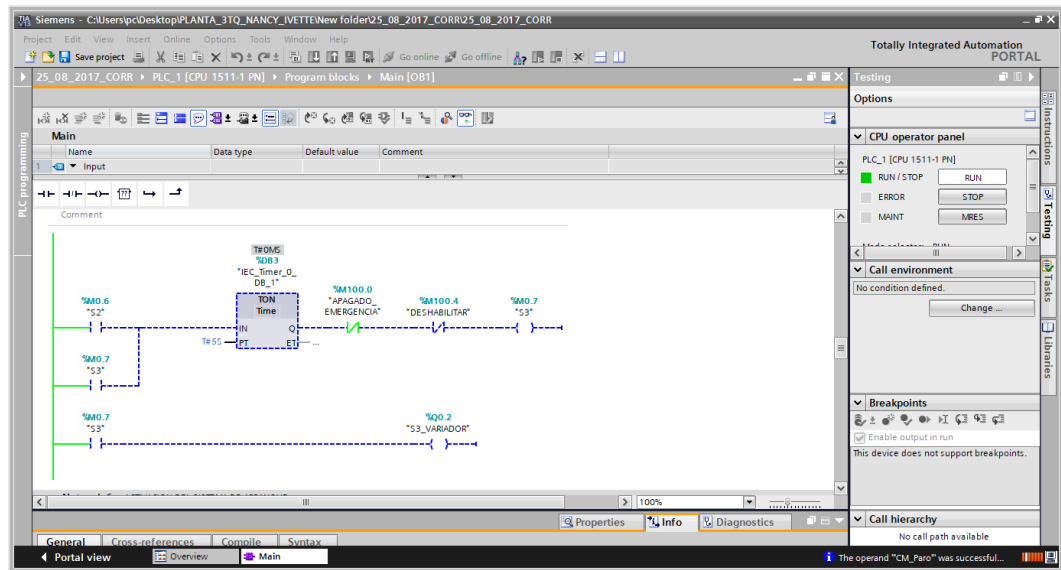 Siemens - C:\Users\pc\Desktop\PLANTA_3TQ_NANCY_IVETTE\New folder\25_08_2017_CORR\25_08_2017_CORR
Project Edit View Insert Online Options Tools Window Help
Totally Integrated Automation
PORTAL
Save project
Go online
Go offline
25_08_2017_CORR ▸ PLC_1 [CPU 1511-1 PN] ▸ Program blocks ▸ Main [OB1]
Testing
Options
Main
Name Data type Default value Comment
1 Input
PLC programming
Comment
T#0MS
%DB3
"IEC_Timer_0_
DB_1"
TON
Time
IN Q
PT ET
T#5S
...
%M0.6
"S2"
%M100.0
"APAGADO_
EMERGENCIA"
%M100.4
"DESHABILITAR"
%M0.7
"S3"
%M0.7
"S3"
%M0.7
"S3"
%Q0.2
"S3_VARIADOR"
100%
Properties
Info
Diagnostics
General Cross-references Compile Syntax
CPU operator panel
PLC_1 [CPU 1511-1 PN]
RUN / STOP RUN
ERROR STOP
MAINT MRES
Call environment
No condition defined.
Change ...
Breakpoints
Enable output in run
This device does not support breakpoints.
Call hierarchy
No call path available
Instructions
Testing
Tasks
Libraries
Portal view
Overview
Main
The operand "CM_Paro" was successful...